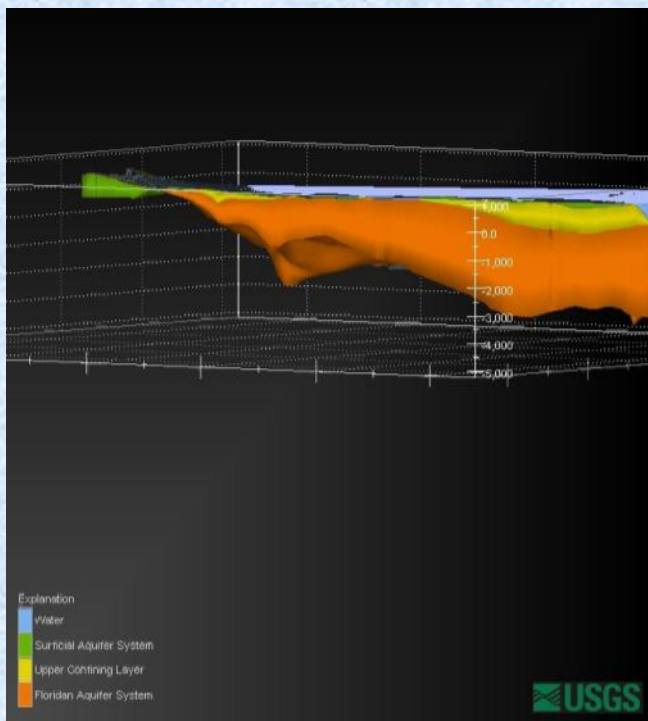 1,000
0.0
-1,000
-2,000
-3,000
-4,000
-5,000
Explanation
Water
Surficial Aquifer System
Upper Confining Layer
Floridan Aquifer System
USGS